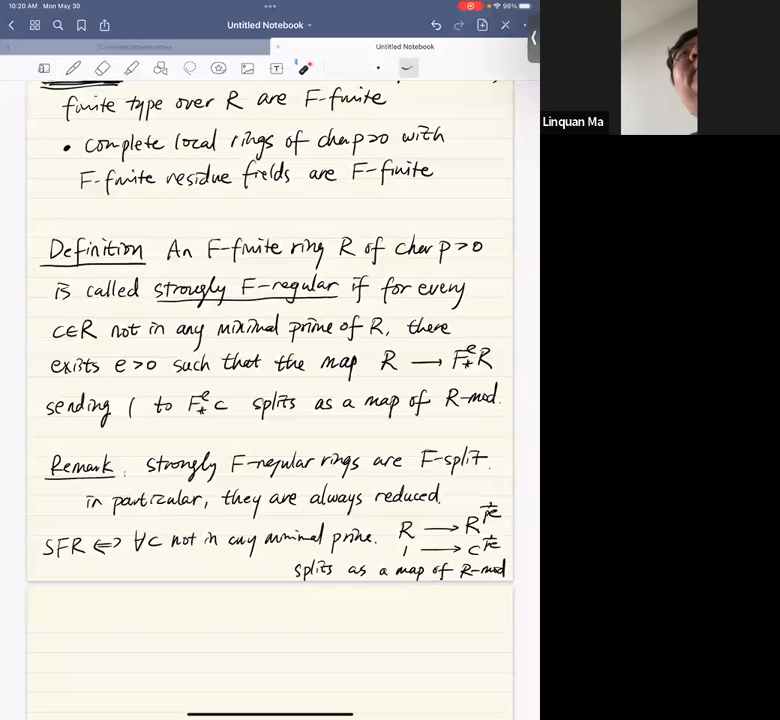 10:20 AM Mon May 30
98%
Untitled Notebook
Untitled Notebook
finite type over R are F-finite
• complete local rings of char p>0 with
F-finite residue fields are F-finite
Definition An F-finite ring R of char p>0
is called strongly F-regular if for every
c∈R not in any minimal prime of R, there
exists e>0 such that the map R → F^e_*R
sending 1 to F^e_*c splits as a map of R-mod.
Remark. strongly F-regular rings are F-split.
in particular, they are always reduced.
SFR ⇔ ∀c not in any minimal prime. R → R^{1/p^e}
1 → c^{1/p^e}
splits as a map of R-mod
Linquan Ma